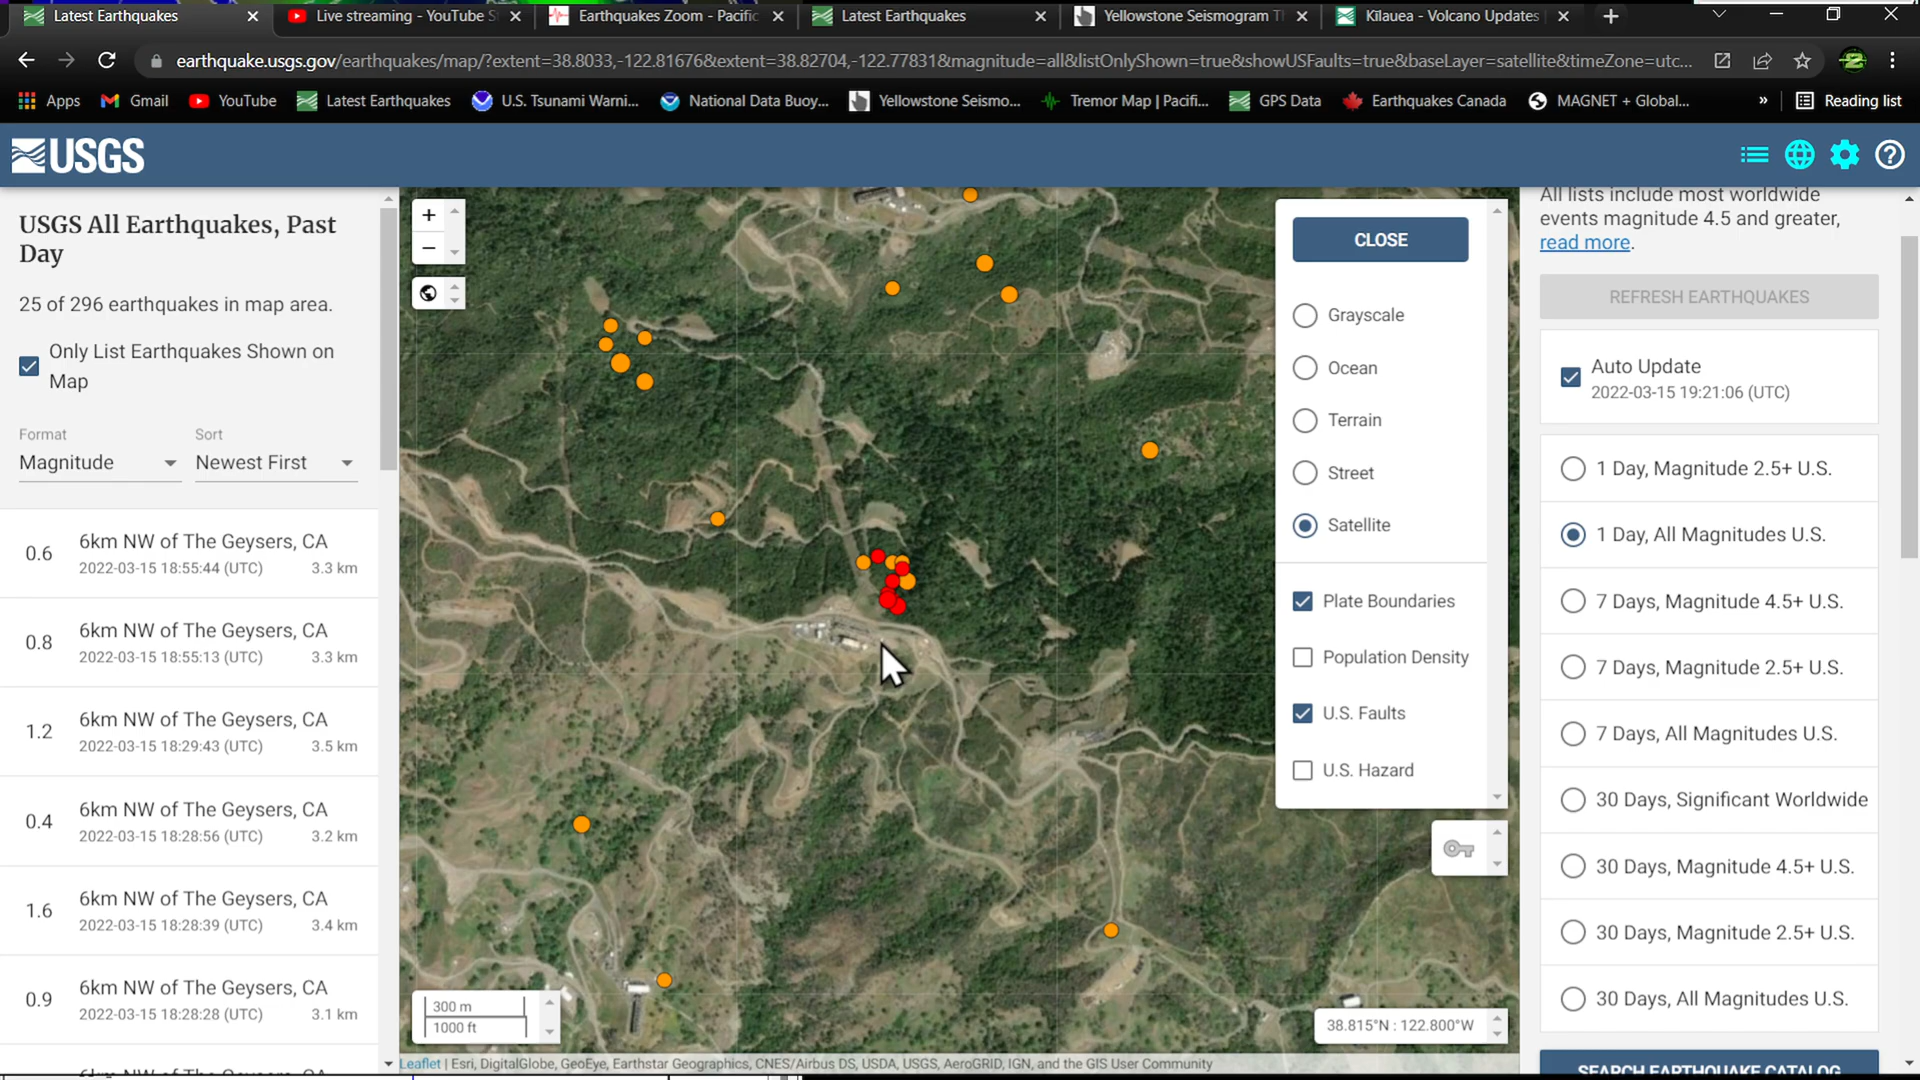 Latest Earthquakes
Live streaming - YouTube S
Earthquakes Zoom - Pacific
Latest Earthquakes
Yellowstone Seismogram T
Kīlauea - Volcano Updates
earthquake.usgs.gov/earthquakes/map/?extent=38.8033,-122.81676&extent=38.82704,-122.77831&magnitude=all&listOnlyShown=true&showUSFaults=true&baseLayer=satellite&timeZone=utc...
Apps
Gmail
YouTube
Latest Earthquakes
U.S. Tsunami Warni...
National Data Buoy...
Yellowstone Seismo...
Tremor Map | Pacifi...
GPS Data
Earthquakes Canada
MAGNET + Global...
»
Reading list
USGS
USGS All Earthquakes, Past
Day
25 of 296 earthquakes in map area.
Only List Earthquakes Shown on
Map
Format
Sort
Magnitude
Newest First
0.6
6km NW of The Geysers, CA
2022-03-15 18:55:44 (UTC)
3.3 km
0.8
6km NW of The Geysers, CA
2022-03-15 18:55:13 (UTC)
3.3 km
1.2
6km NW of The Geysers, CA
2022-03-15 18:29:43 (UTC)
3.5 km
0.4
6km NW of The Geysers, CA
2022-03-15 18:28:56 (UTC)
3.2 km
1.6
6km NW of The Geysers, CA
2022-03-15 18:28:39 (UTC)
3.4 km
0.9
6km NW of The Geysers, CA
2022-03-15 18:28:28 (UTC)
3.1 km
+
−
300 m
1000 ft
Leaflet | Esri, DigitalGlobe, GeoEye, Earthstar Geographics, CNES/Airbus DS, USDA, USGS, AeroGRID, IGN, and the GIS User Community
CLOSE
Grayscale
Ocean
Terrain
Street
Satellite
Plate Boundaries
Population Density
U.S. Faults
U.S. Hazard
38.815°N : 122.800°W
All lists include most worldwide
events magnitude 4.5 and greater,
read more.
REFRESH EARTHQUAKES
Auto Update
2022-03-15 19:21:06 (UTC)
1 Day, Magnitude 2.5+ U.S.
1 Day, All Magnitudes U.S.
7 Days, Magnitude 4.5+ U.S.
7 Days, Magnitude 2.5+ U.S.
7 Days, All Magnitudes U.S.
30 Days, Significant Worldwide
30 Days, Magnitude 4.5+ U.S.
30 Days, Magnitude 2.5+ U.S.
30 Days, All Magnitudes U.S.
SEARCH EARTHQUAKE CATALOG